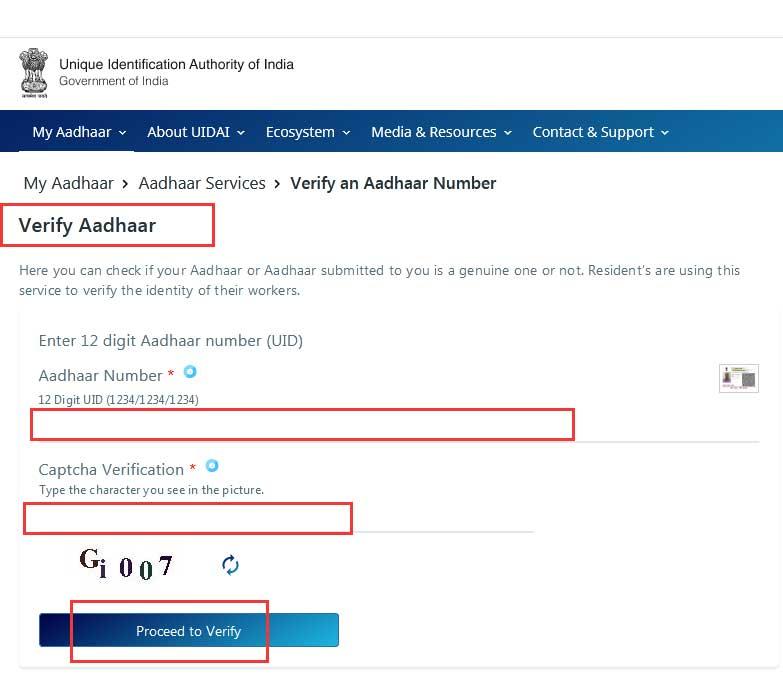 Unique Identification Authority of India
Government of India
My Aadhaar About UIDAI Ecosystem Media & Resources Contact & Support
My Aadhaar > Aadhaar Services > Verify an Aadhaar Number
Verify Aadhaar
Here you can check if your Aadhaar or Aadhaar submitted to you is a genuine one or not. Resident's are using this
service to verify the identity of their workers.
Enter 12 digit Aadhaar number (UID)
Aadhaar Number *
12 Digit UID (1234/1234/1234)
Captcha Verification *
Type the character you see in the picture.
Gi007
Proceed to Verify